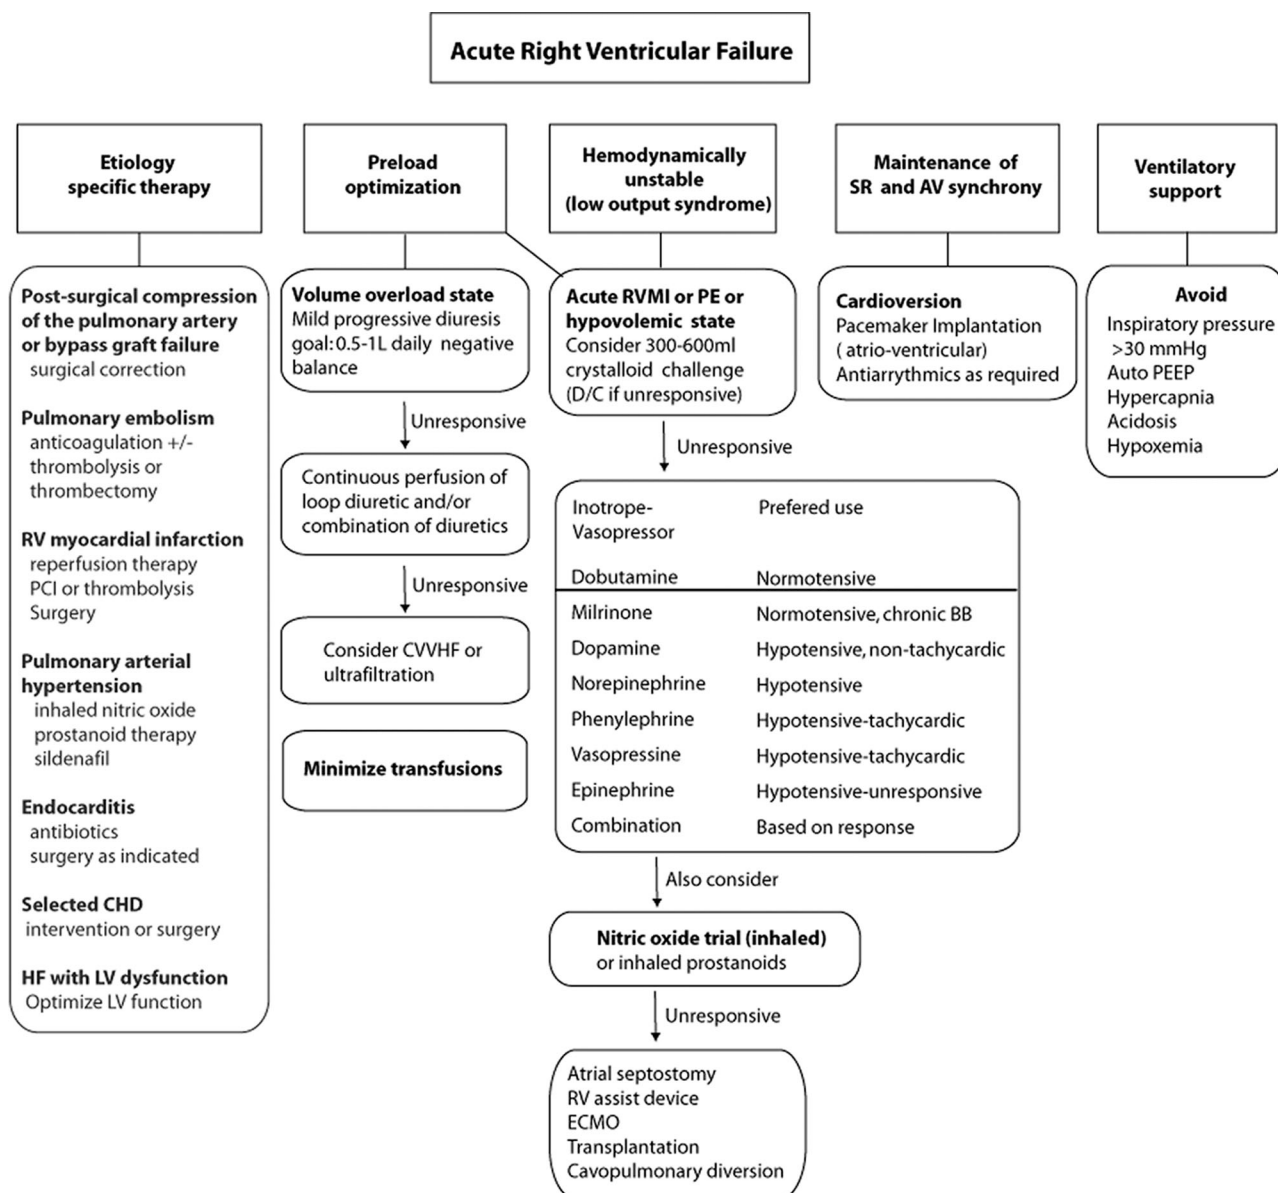 Acute Right Ventricular Failure
Etiology
specific therapy
Post-surgical compression
of the pulmonary artery
or bypass graft failure
surgical correction
Pulmonary embolism
anticoagulation +/-
thrombolysis or
thrombectomy
RV myocardial infarction
reperfusion therapy
PCI or thrombolysis
Surgery
Pulmonary arterial
hypertension
inhaled nitric oxide
prostanoid therapy
sildenafil
Endocarditis
antibiotics
surgery as indicated
Selected CHD
intervention or surgery
HF with LV dysfunction
Optimize LV function
Preload
optimization
Volume overload state
Mild progressive diuresis
goal: 0.5-1L daily negative
balance
Unresponsive
Continuous perfusion of
loop diuretic and/or
combination of diuretics
Unresponsive
Consider CVVHF or
ultrafiltration
Minimize transfusions
Hemodynamically
unstable
(low output syndrome)
Acute RVMI or PE or
hypovolemic state
Consider 300-600ml
crystalloid challenge
(D/C if unresponsive)
Unresponsive
Inotrope- Prefered use
Vasopressor
Dobutamine Normotensive
Milrinone Normotensive, chronic BB
Dopamine Hypotensive, non-tachycardic
Norepinephrine Hypotensive
Phenylephrine Hypotensive-tachycardic
Vasopressine Hypotensive-tachycardic
Epinephrine Hypotensive-unresponsive
Combination Based on response
Also consider
Nitric oxide trial (inhaled)
or inhaled prostanoids
Unresponsive
Atrial septostomy
RV assist device
ECMO
Transplantation
Cavopulmonary diversion
Maintenance of
SR and AV synchrony
Cardioversion
Pacemaker Implantation
( atrio-ventricular)
Antiarrythmics as required
Ventilatory
support
Avoid
Inspiratory pressure
>30 mmHg
Auto PEEP
Hypercapnia
Acidosis
Hypoxemia